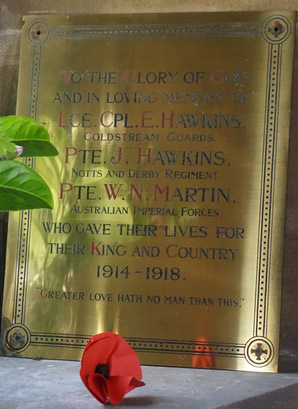 To the Glory of God
and in loving memory of
Lce. Cpl. E. Hawkins.
Coldstream Guards.
Pte. J. Hawkins.
Notts and Derby Regiment.
Pte. W. N. Martin.
Australian Imperial Forces.
who gave their lives for
their King and Country
1914-1918.
"Greater love hath no man than this."